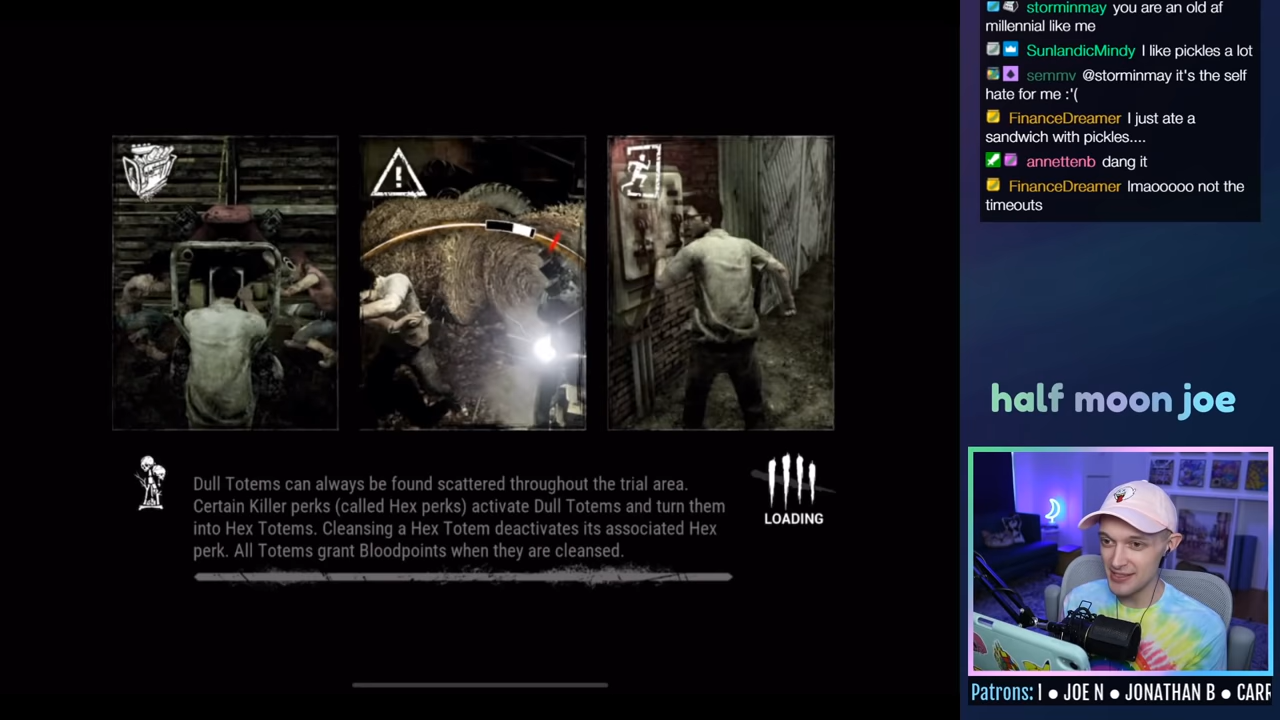 storminmay you are an old af
millennial like me
SunlandicMindy I like pickles a lot
semmv @storminmay it's the self
hate for me :'(
FinanceDreamer I just ate a
sandwich with pickles....
annettenb dang it
FinanceDreamer lmaooooo not the
timeouts
half moon joe
Dull Totems can always be found scattered throughout the trial area.
Certain Killer perks (called Hex perks) activate Dull Totems and turn them
into Hex Totems. Cleansing a Hex Totem deactivates its associated Hex
perk. All Totems grant Bloodpoints when they are cleansed.
LOADING
Patrons: I ● JOE N ● JONATHAN B ● CARR